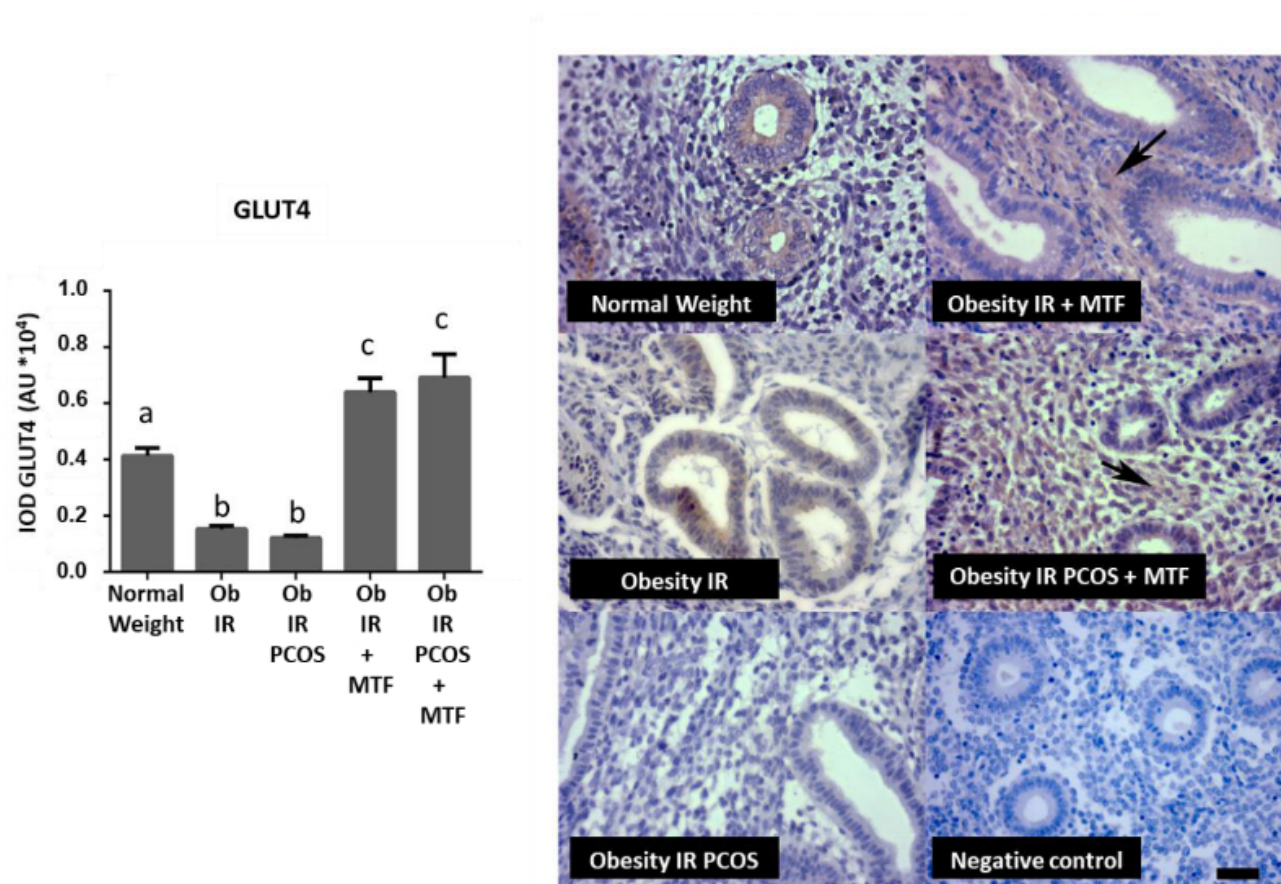 GLUT4
IOD GLUT4 (AU *10⁴)
1.0
0.8
0.6
0.4
0.2
0.0
a
b
b
c
c
Normal Weight
Ob IR
Ob IR PCOS
Ob IR + MTF
Ob IR PCOS + MTF
Normal Weight
Obesity IR + MTF
Obesity IR
Obesity IR PCOS + MTF
Obesity IR PCOS
Negative control